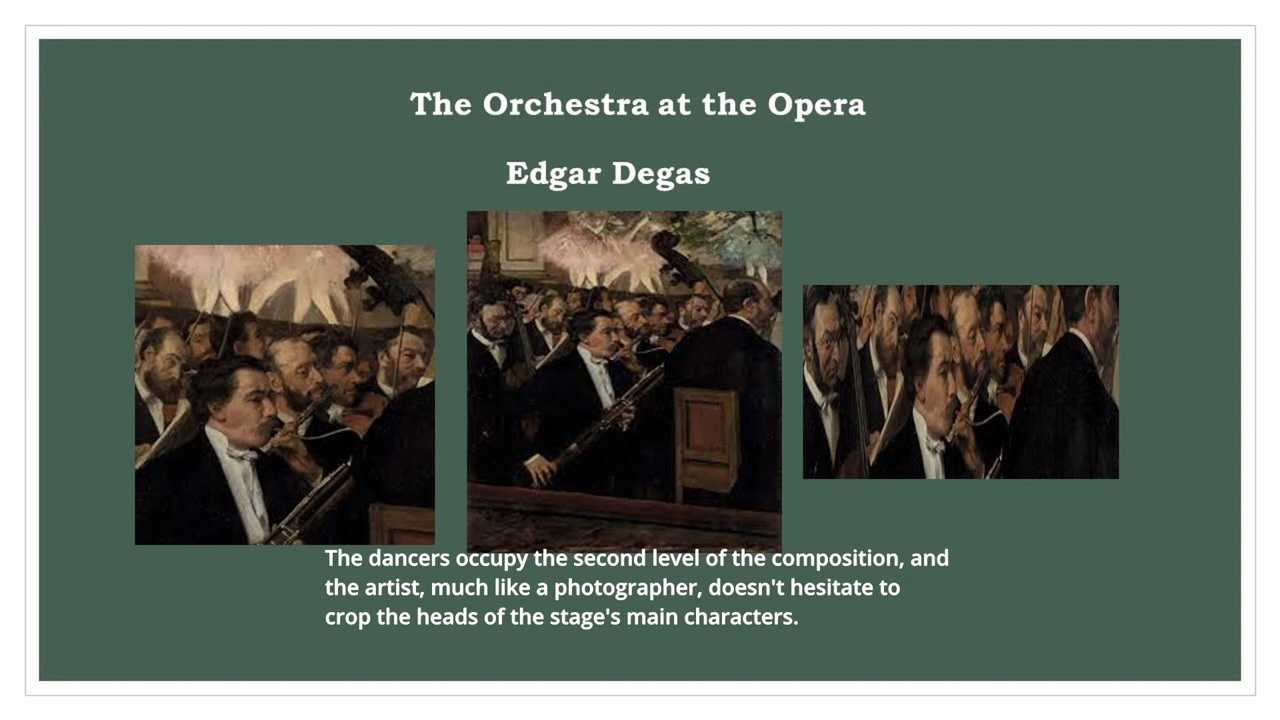 The Orchestra at the Opera
Edgar Degas
The dancers occupy the second level of the composition, and
the artist, much like a photographer, doesn't hesitate to
crop the heads of the stage's main characters.